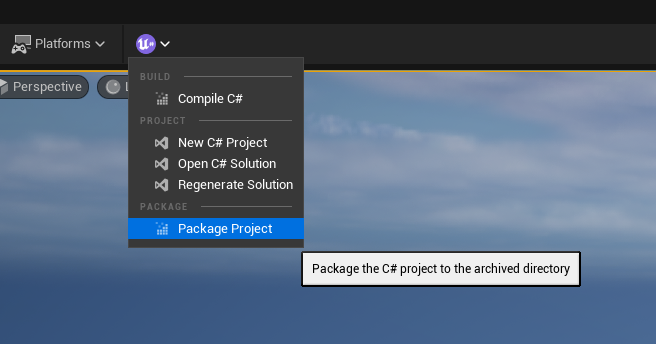 Platforms
Perspective
L
BUILD
Compile C#
PROJECT
New C# Project
Open C# Solution
Regenerate Solution
PACKAGE
Package Project
Package the C# project to the archived directory